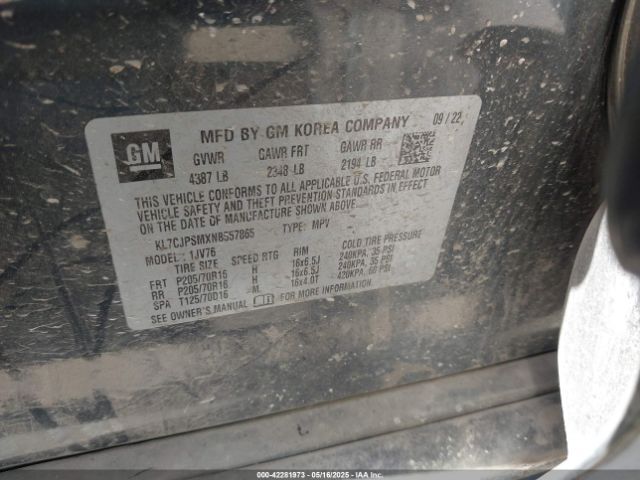 GM
MFD BY GM KOREA COMPANY 09/22
GVWR GAWR FRT GAWR RR
4387 LB 2348 LB 2194 LB
THIS VEHICLE CONFORMS TO ALL APPLICABLE U.S. FEDERAL MOTOR
VEHICLE SAFETY AND THEFT PREVENTION STANDARDS IN EFFECT
ON THE DATE OF MANUFACTURE SHOWN ABOVE.
KL7CJPSMXNB557865 TYPE: MPV
MODEL: 1JV76
TIRE SIZE SPEED RTG RIM COLD TIRE PRESSURE
FRT P205/70R16 H 16x6.5J 240KPA, 35 PSI
RR P205/70R16 H 16x6.5J 240KPA, 35 PSI
SPA T125/70D16 M 16x4.0T 420KPA, 60 PSI
SEE OWNER'S MANUAL FOR MORE INFORMATION
000-42281973 - 05/16/2025 - IAAI.COM